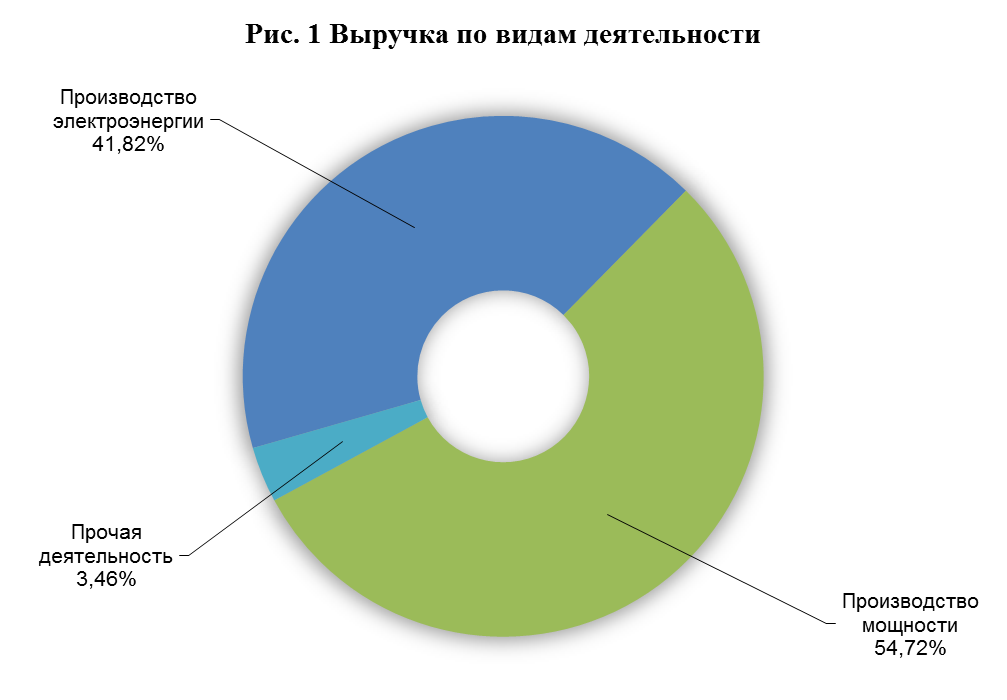 Рис. 1 Выручка по видам деятельности
Производство
электроэнергии
41,82%
Прочая
деятельность
3,46%
Производство
мощности
54,72%